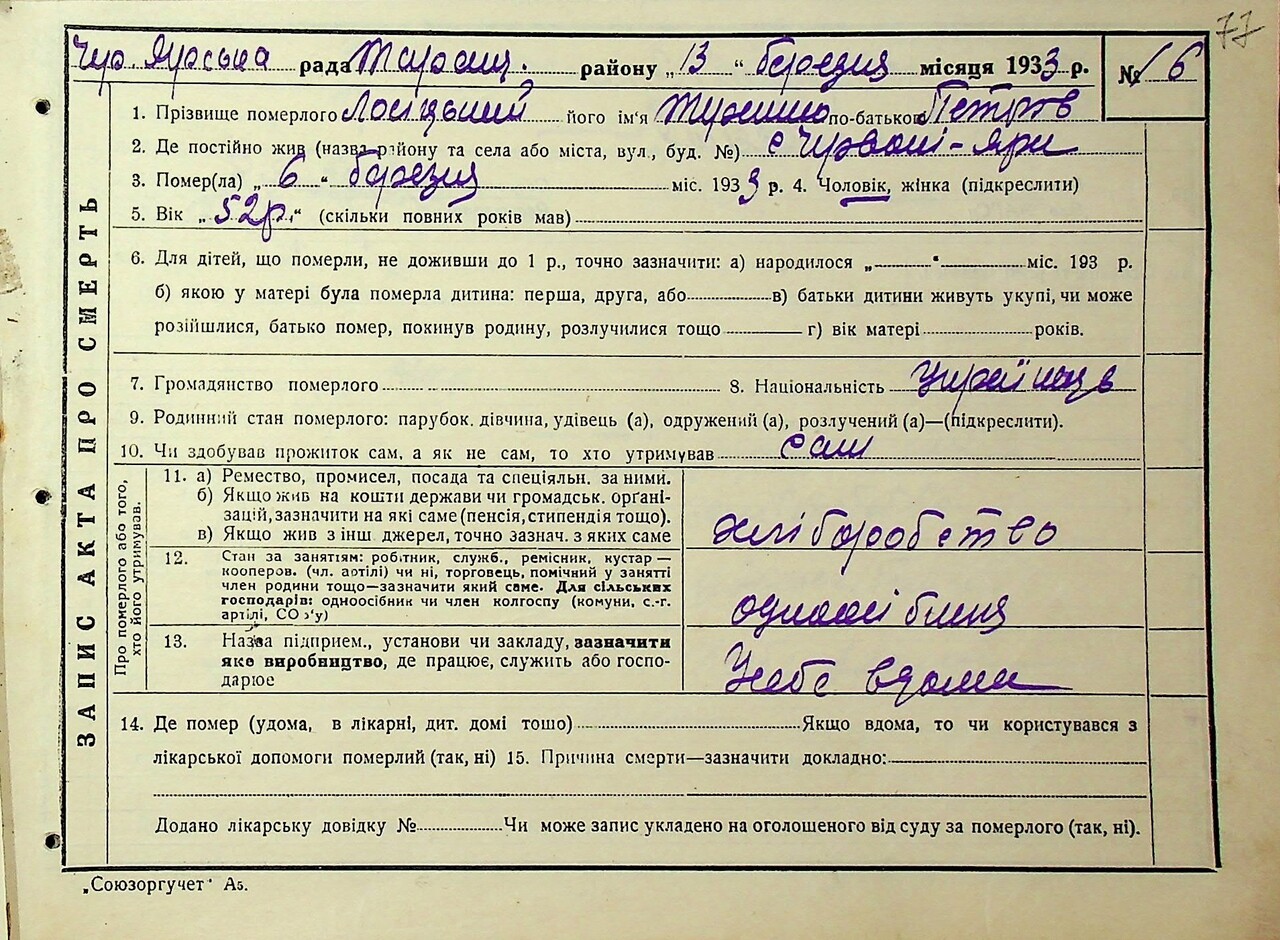 77
Чер. Ярська рада Таращ. району „13“ березня місяця 1933 р. № 16
1. Прізвище померлого Лосіцький його ім'я по-батькові Петров
2. Де постійно жив (назва району та села або міста, вул., буд. №) с Червоні-Яри
3. Помер(ла) „6“ березня міс. 1933 р. 4. Чоловік, жінка (підкреслити)
5. Вік „52р.“ (скільки повних років мав)
6. Для дітей, що померли, не доживши до 1 р., точно зазначити: а) народилося „ “ міс. 193 р.
б) якою у матері була померла дитина: перша, друга, або в) батьки дитини живуть укупі, чи може
розійшлися, батько помер, покинув родину, розлучилися тощо г) вік матері років.
7. Громадянство померлого 8. Національність
9. Родинний стан померлого: парубок. дівчина, удівець (а), одружений (а), розлучений (а)—(підкреслити).
10. Чи здобував прожиток сам, а як не сам, то хто утримував сам
ЗАПИС АКТА ПРО СМЕРТЬ
Про померлого або того,
хто його утримував.
11. а) Ремество, промисел, посада та спеціяльн. за ними.
б) Якщо жив на кошти держави чи громадськ. орґані-
зацій, зазначити на які саме (пенсія, стипендія тощо).
в) Якщо жив з інш джерел, точно зазнач. з яких саме
хліборобство
12. Стан за занятім: робітник, служб., ремісник, кустар—
кооперов. (чл. артілі) чи ні, торговець, помічний у занятті
член родини тощо—зазначити який саме. Для сільських
господарів: одноосібник чи член колгоспу (комуни, с.-г.
артілі, СОЗ'у)
13. Назва підприєм., установи чи закладу, зазначити
яке виробництво, де працює, служить або госпо-
дарює
У себе вдома
14. Де помер (удома, в лікарні, дит. домі тошо) Якщо вдома, то чи користувався з
лікарської допомоги померлий (так, ні) 15. Причина смерти—зазначити докладно:
Додано лікарську довідку № Чи може запис укладено на оголошеного від суду за померлого (так, ні).
„Союзоргучет“ А5.